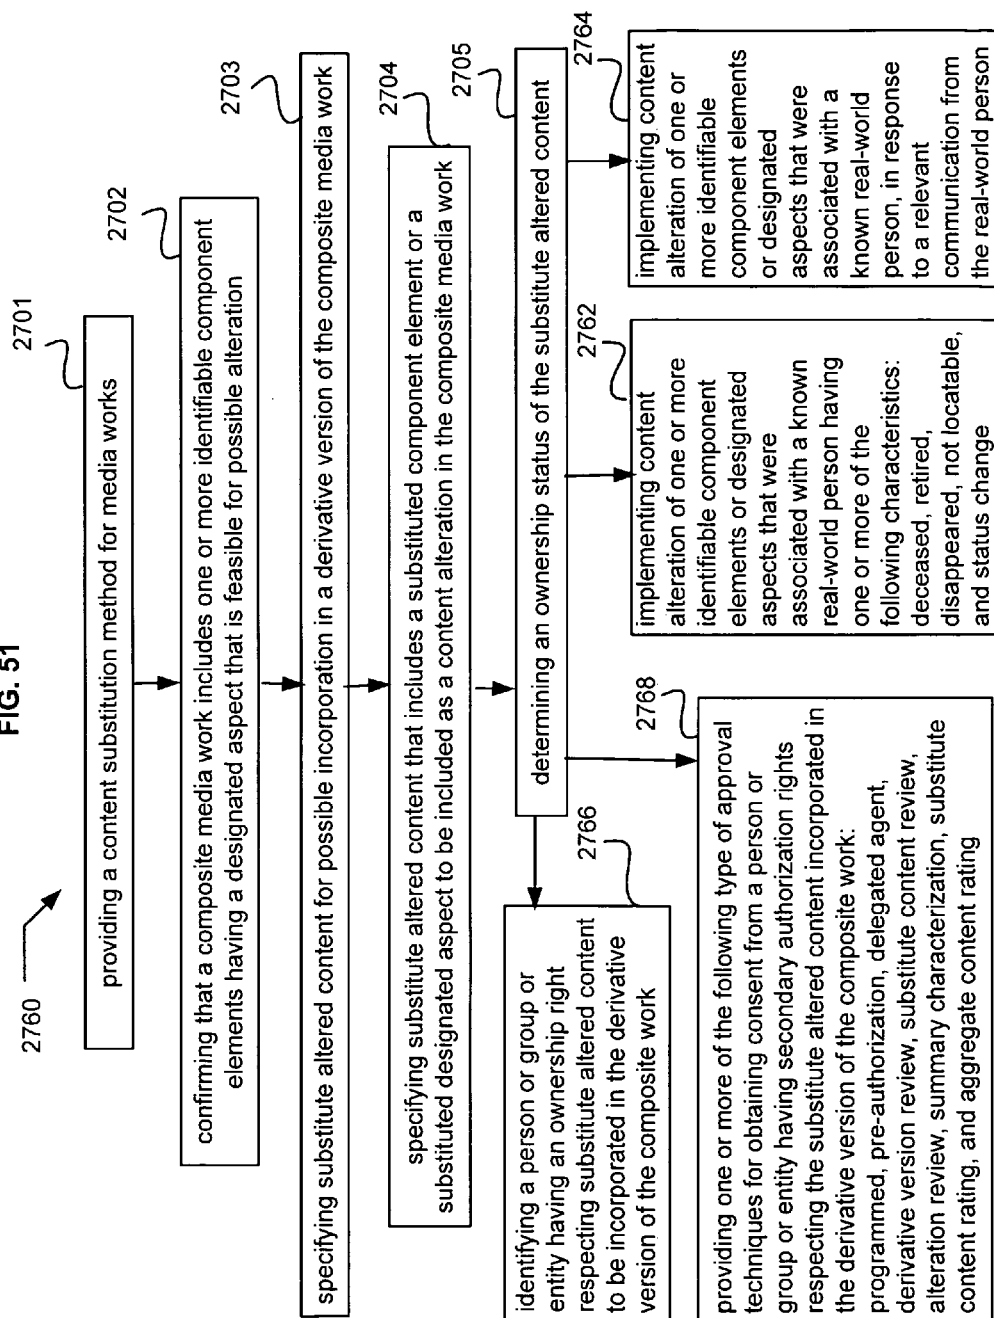 FIG. 51
2760
2701
providing a content substitution method for media works
2702
confirming that a composite media work includes one or more identifiable component
elements having a designated aspect that is feasible for possible alteration
2703
specifying substitute altered content for possible incorporation in a derivative version of the composite media work
2704
specifying substitute altered content that includes a substituted component element or a
substituted designated aspect to be included as a content alteration in the composite media work
2705
determining an ownership status of the substitute altered content
2766
identifying a person or group or
entity having an ownership right
respecting substitute altered content
to be incorporated in the derivative
version of the composite work
2768
providing one or more of the following type of approval
techniques for obtaining consent from a person or
group or entity having secondary authorization rights
respecting the substitute altered content incorporated in
the derivative version of the composite work:
programmed, pre-authorization, delegated agent,
derivative version review, substitute content review,
alteration review, summary characterization, substitute
content rating, and aggregate content rating
2762
implementing content
alteration of one or more
identifiable component
elements or designated
aspects that were
associated with a known
real-world person having
one or more of the
following characteristics:
deceased, retired,
disappeared, not locatable,
and status change
2764
implementing content
alteration of one or
more identifiable
component elements
or designated
aspects that were
associated with a
known real-world
person, in response
to a relevant
communication from
the real-world person